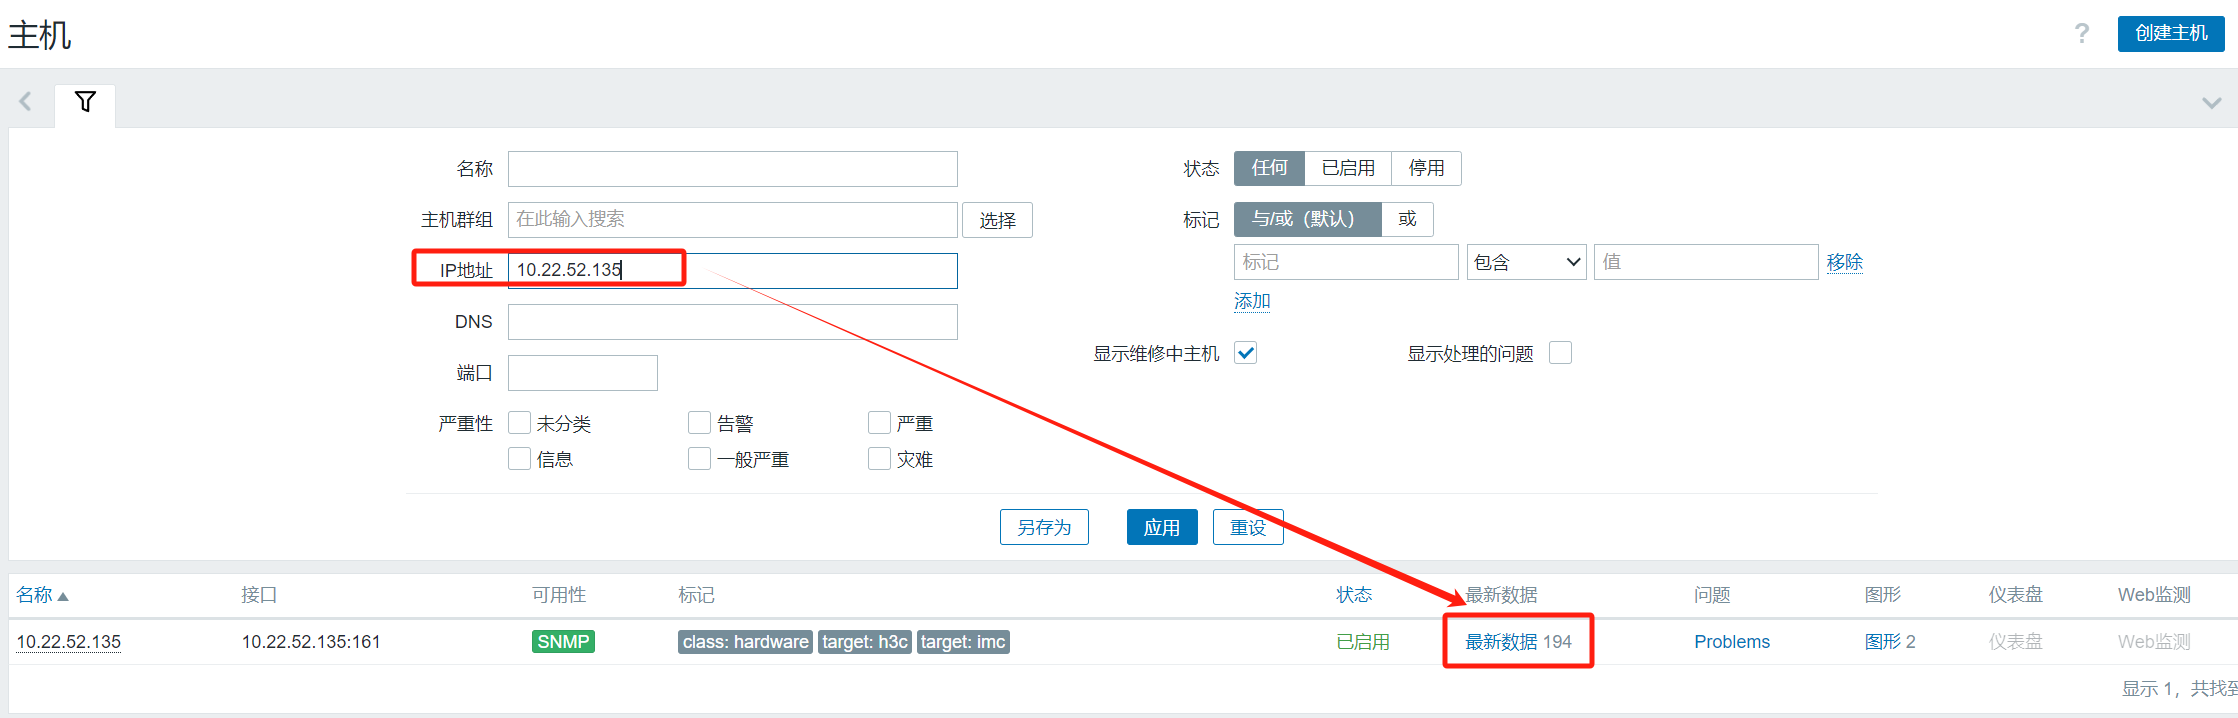 主机
? 创建主机
名称 状态 任何 已启用 停用
主机群组 在此输入搜索 选择 标记 与/或（默认） 或
IP地址 10.22.52.135 标记 包含 值 移除
添加
DNS
显示维修中主机 显示处理的问题
端口
严重性 未分类 告警 严重
信息 一般严重 灾难
另存为 应用 重设
名称 接口 可用性 标记 状态 最新数据 问题 图形 仪表盘 Web监测
10.22.52.135 10.22.52.135:161 SNMP class: hardware target: h3c target: imc 已启用 最新数据 194 Problems 图形 2 仪表盘 Web监测
显示 1，共找到